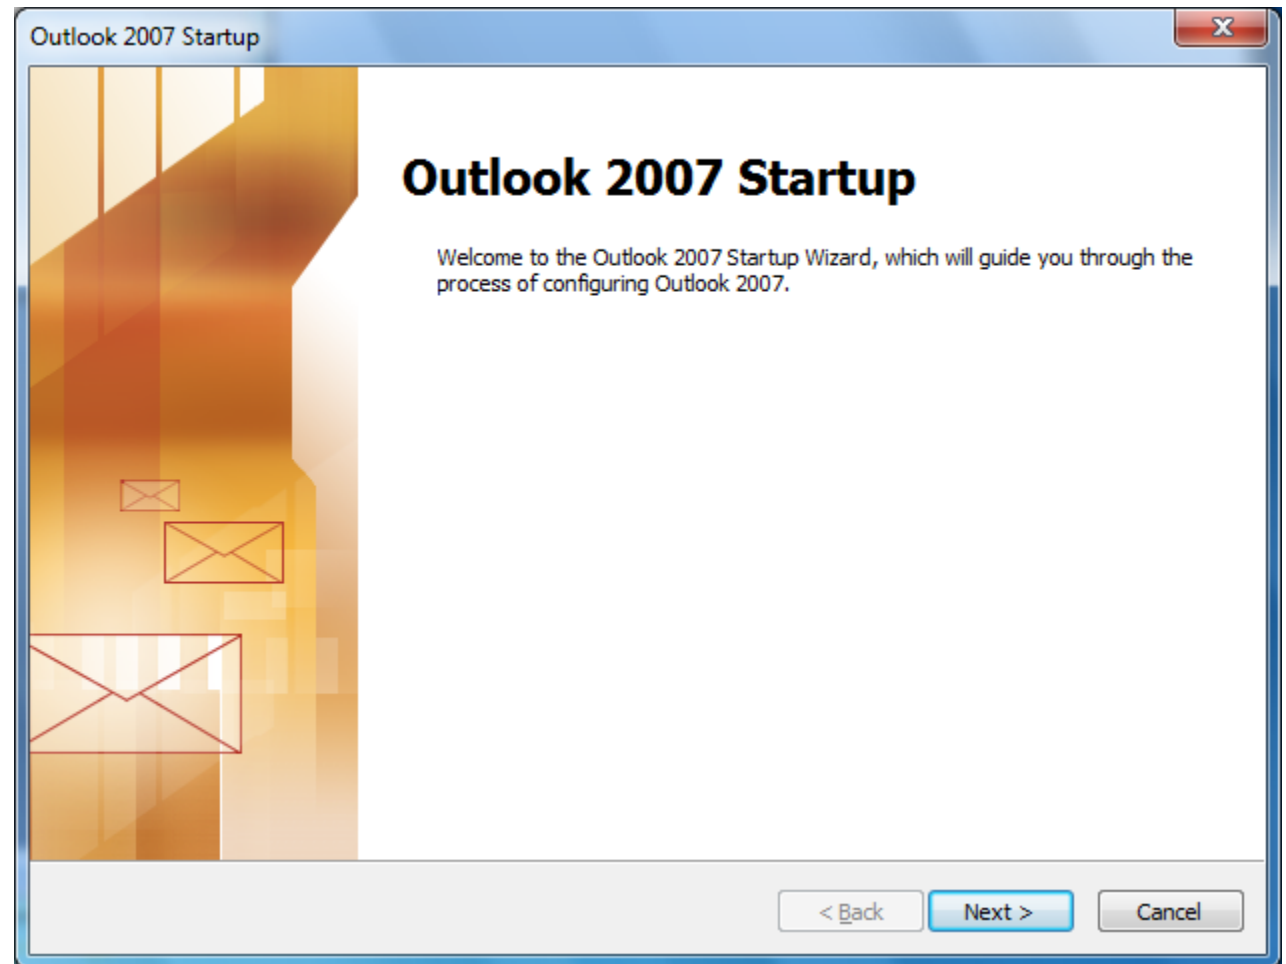 Outlook 2007 Startup
Outlook 2007 Startup
Welcome to the Outlook 2007 Startup Wizard, which will guide you through the
process of configuring Outlook 2007.
< Back
Next >
Cancel